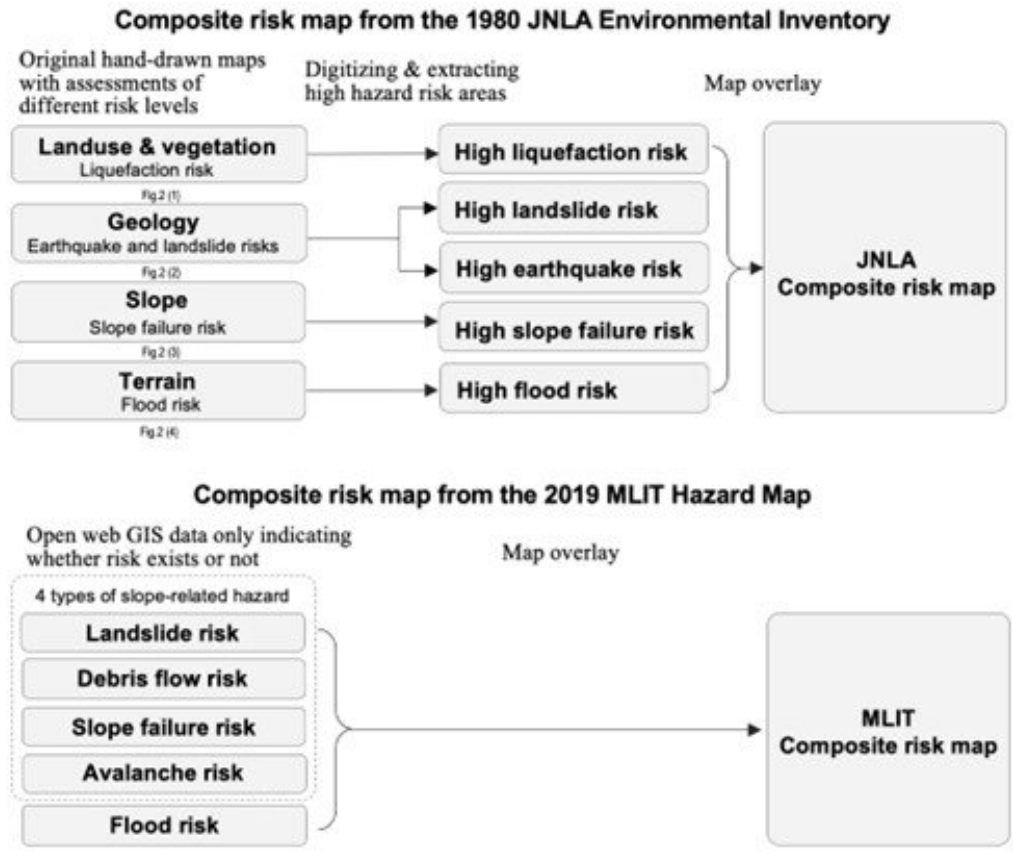 Composite risk map from the 1980 JNLA Environmental Inventory
Original hand-drawn maps
with assessments of
different risk levels
Digitizing & extracting
high hazard risk areas
Map overlay
Landuse & vegetation
Liquefaction risk
Fig.2 (1)
Geology
Earthquake and landslide risks
Fig.2 (2)
Slope
Slope failure risk
Fig.2 (3)
Terrain
Flood risk
Fig.2 (4)
High liquefaction risk
High landslide risk
High earthquake risk
High slope failure risk
High flood risk
JNLA
Composite risk map
Composite risk map from the 2019 MLIT Hazard Map
Open web GIS data only indicating
whether risk exists or not
Map overlay
4 types of slope-related hazard
Landslide risk
Debris flow risk
Slope failure risk
Avalanche risk
Flood risk
MLIT
Composite risk map